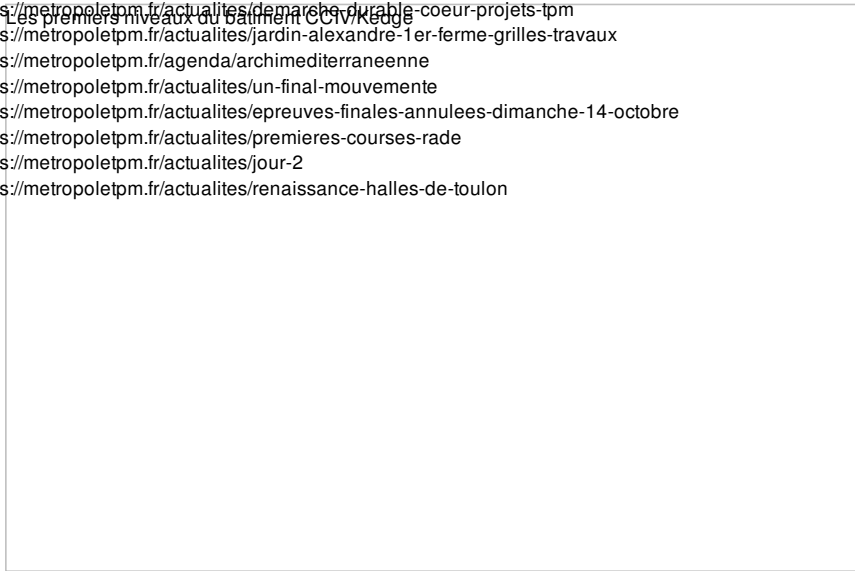 s://metropoletpm.fr/actualites/demarche-durable-coeur-projets-tpm
Les premiers niveaux du bâtiment CCIV/Kedge
s://metropoletpm.fr/actualites/jardin-alexandre-1er-ferme-grilles-travaux
s://metropoletpm.fr/agenda/archimediterraneenne
s://metropoletpm.fr/actualites/un-final-mouvemente
s://metropoletpm.fr/actualites/epreuves-finales-annulees-dimanche-14-octobre
s://metropoletpm.fr/actualites/premieres-courses-rade
s://metropoletpm.fr/actualites/jour-2
s://metropoletpm.fr/actualites/renaissance-halles-de-toulon